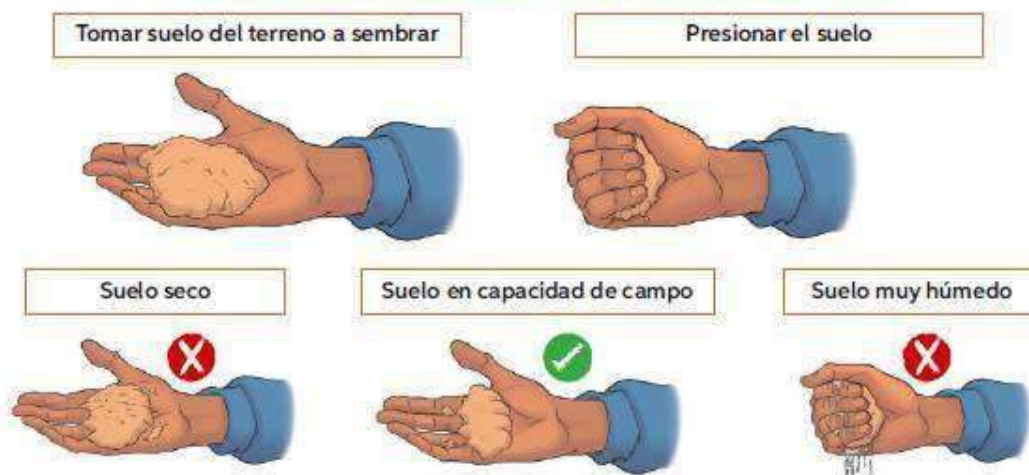 Tomar suelo del terreno a sembrar
Presionar el suelo
Suelo seco
Suelo en capacidad de campo
Suelo muy húmedo